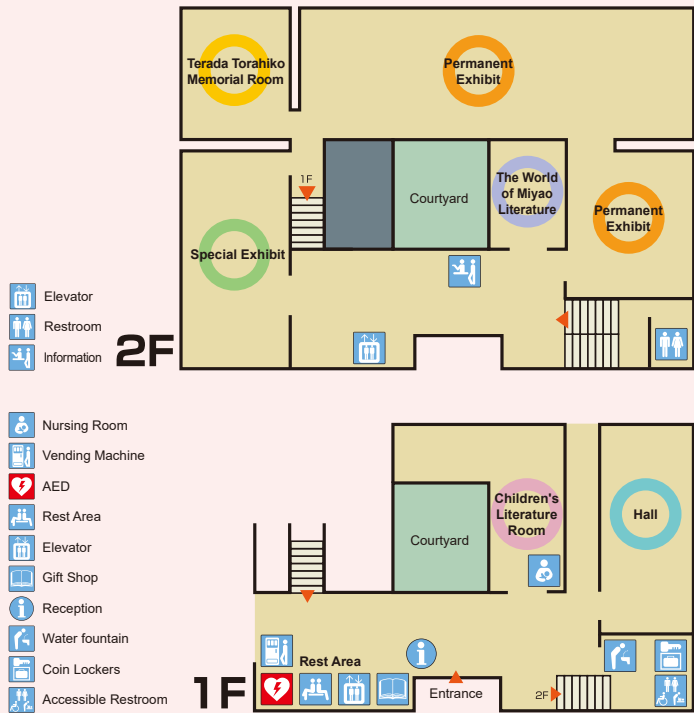 Terada Torahiko
Memorial Room
Permanent
Exhibit
1F
Courtyard
The World
of Miyao
Literature
Permanent
Exhibit
Special Exhibit
Elevator
Restroom
Information
2F
Nursing Room
Vending Machine
AED
Rest Area
Elevator
Gift Shop
Reception
Water fountain
Coin Lockers
Accessible Restroom
1F
Courtyard
Children's
Literature
Room
Hall
Rest Area
Entrance
2F